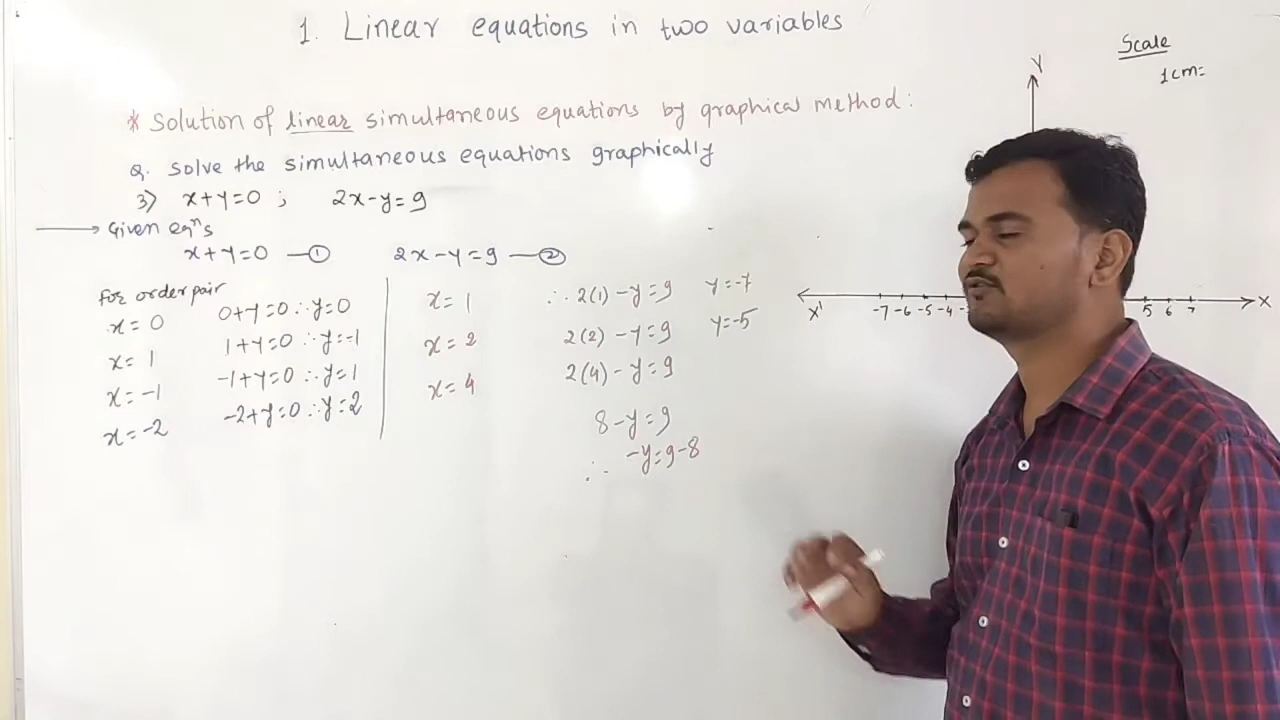 1. Linear equations in two variables
* Solution of linear simultaneous equations by graphical method:
Q. Solve the simultaneous equations graphically
3) x+y=0 ; 2x-y=9
→ Given eqⁿs
x+y=0 —① 2x-y=9 —②
For order pair
x=0 0+y=0 ∴y=0
x=1 1+y=0 ∴y=-1
x=-1 -1+y=0 ∴y=1
x=-2 -2+y=0 ∴y=2
x=1 ∴2(1)-y=9 y=-7
x=2 2(2)-y=9 y=-5
x=4 2(4)-y=9
8-y=9
∴ -y=9-8
Scale
1cm=
Y
X' -7 -6 -5 -4 5 6 7 X